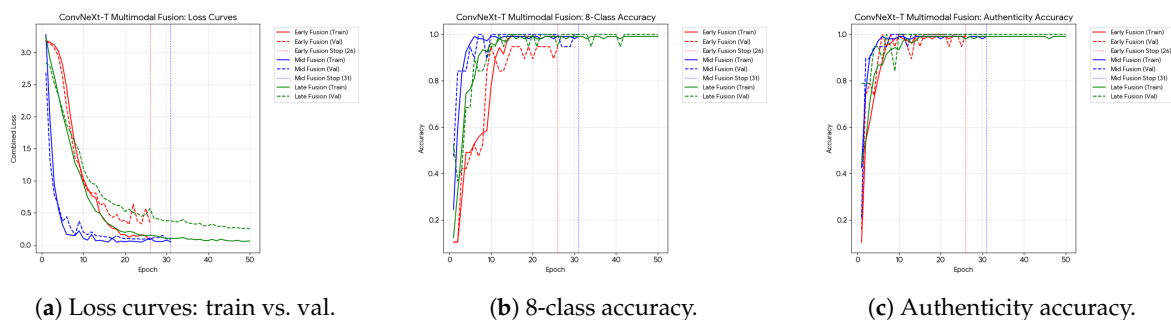 ConvNeXt-T Multimodal Fusion: Loss Curves
Combined Loss
3.0
2.5
2.0
1.5
1.0
0.5
0.0
0
10
20
30
40
50
Epoch
Early Fusion (Train)
Early Fusion (Val)
Early Fusion Stop (26)
Mid Fusion (Train)
Mid Fusion (Val)
Mid Fusion Stop (31)
Late Fusion (Train)
Late Fusion (Val)
(a) Loss curves: train vs. val.
ConvNeXt-T Multimodal Fusion: 8-Class Accuracy
Accuracy
1.0
0.8
0.6
0.4
0.2
0
10
20
30
40
50
Epoch
Early Fusion (Train)
Early Fusion (Val)
Early Fusion Stop (26)
Mid Fusion (Train)
Mid Fusion (Val)
Mid Fusion Stop (31)
Late Fusion (Train)
Late Fusion (Val)
(b) 8-class accuracy.
ConvNeXt-T Multimodal Fusion: Authenticity Accuracy
Accuracy
1.0
0.8
0.6
0.4
0.2
0
10
20
30
40
50
Epoch
Early Fusion (Train)
Early Fusion (Val)
Early Fusion Stop (26)
Mid Fusion (Train)
Mid Fusion (Val)
Mid Fusion Stop (31)
Late Fusion (Train)
Late Fusion (Val)
(c) Authenticity accuracy.